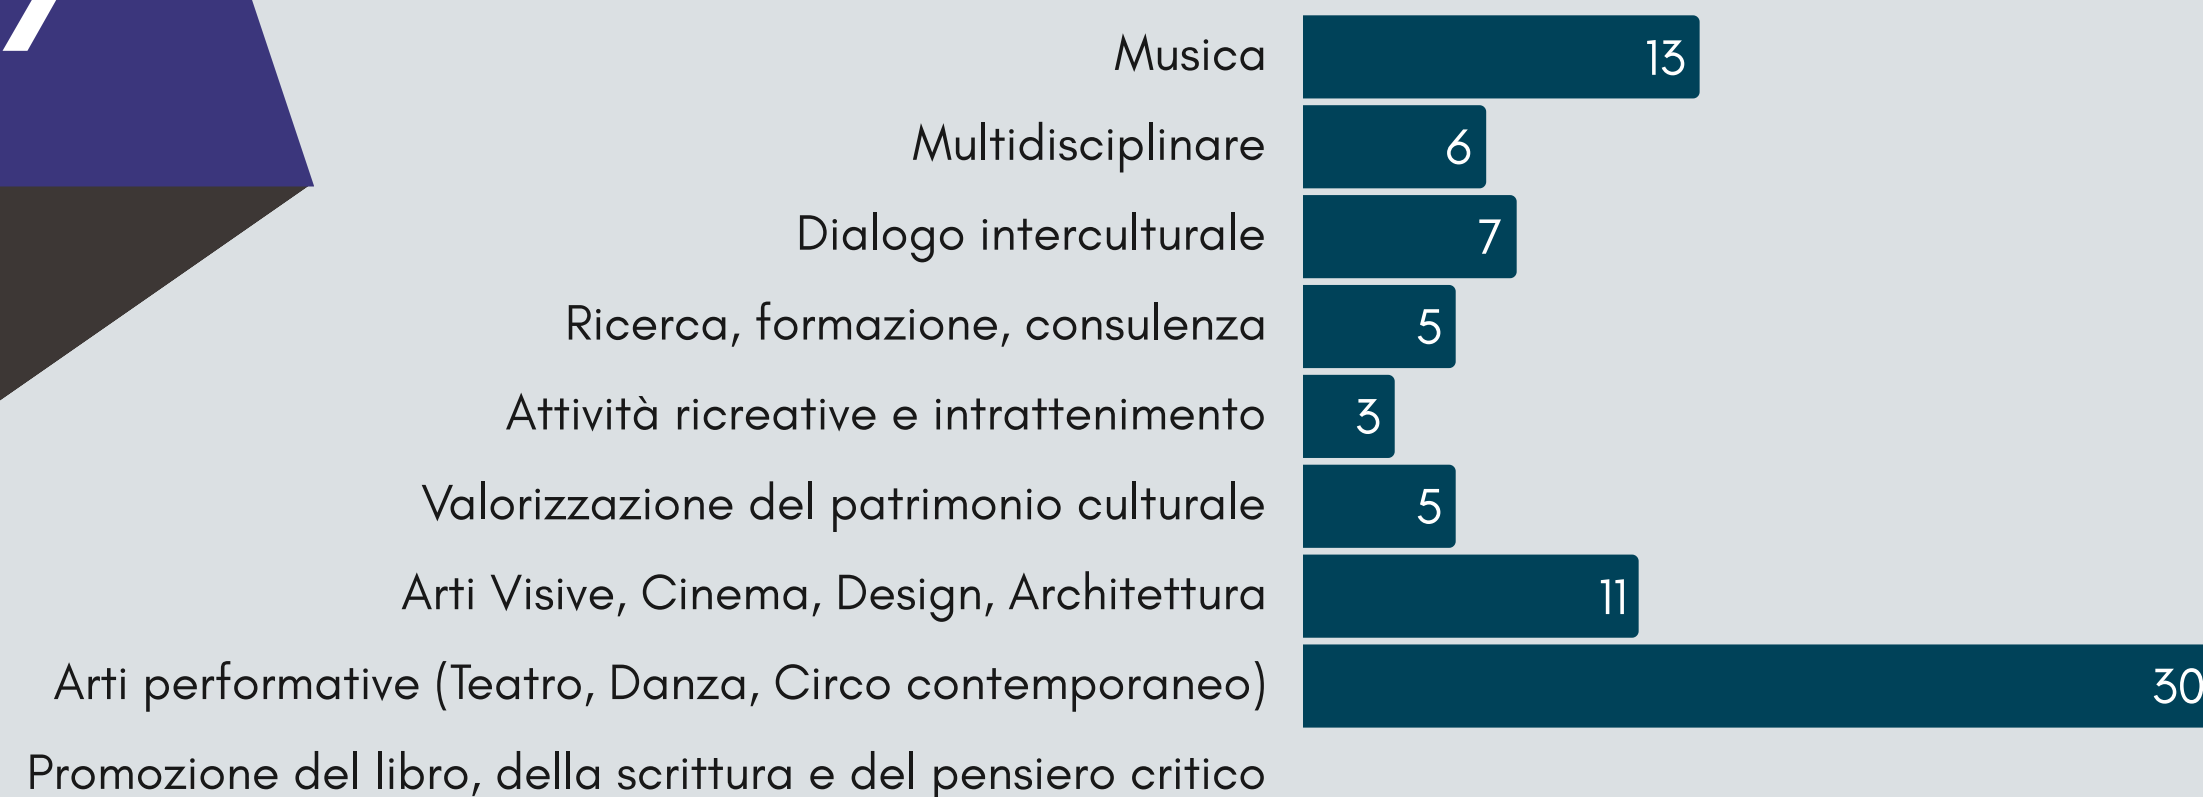 Musica 13
Multidisciplinare 6
Dialogo interculturale 7
Ricerca, formazione, consulenza 5
Attività ricreative e intrattenimento 3
Valorizzazione del patrimonio culturale 5
Arti Visive, Cinema, Design, Architettura 11
Arti performative (Teatro, Danza, Circo contemporaneo) 30
Promozione del libro, della scrittura e del pensiero critico